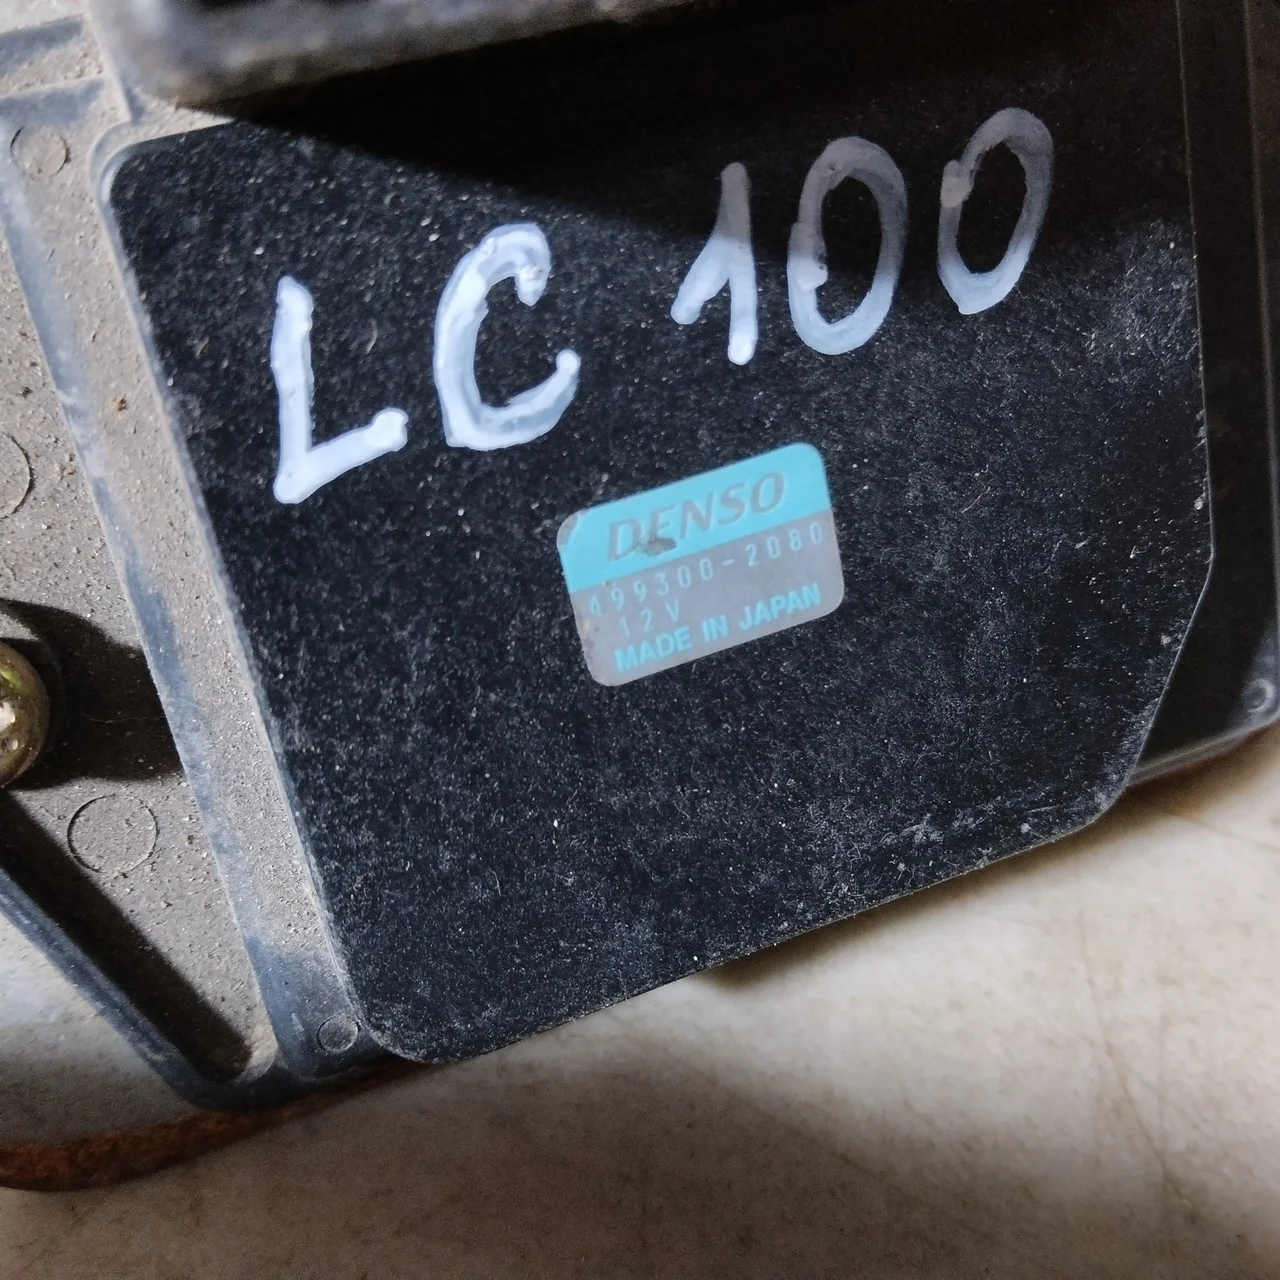 LC 100
DENSO
499300-2080
12V
MADE IN JAPAN